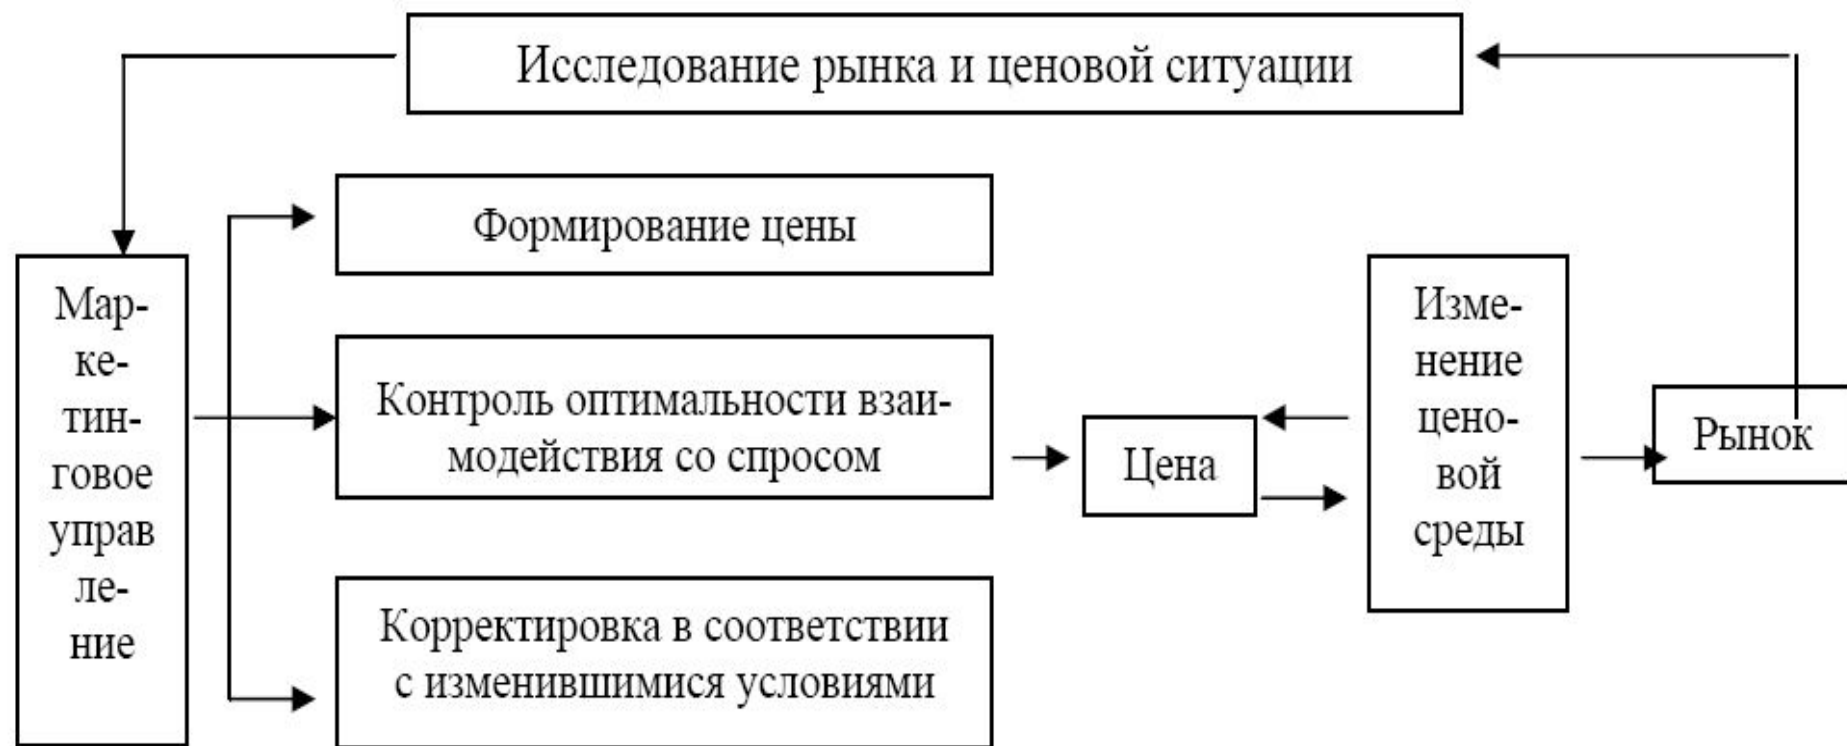 Исследование рынка и ценовой ситуации
Формирование цены
Мар-
ке-
тин-
говое
управ
ле-
ние
Контроль оптимальности взаи-
модействия со спросом
Корректировка в соответствии
с изменившимися условиями
Цена
Изме-
нение
цено-
вой
среды
Рынок